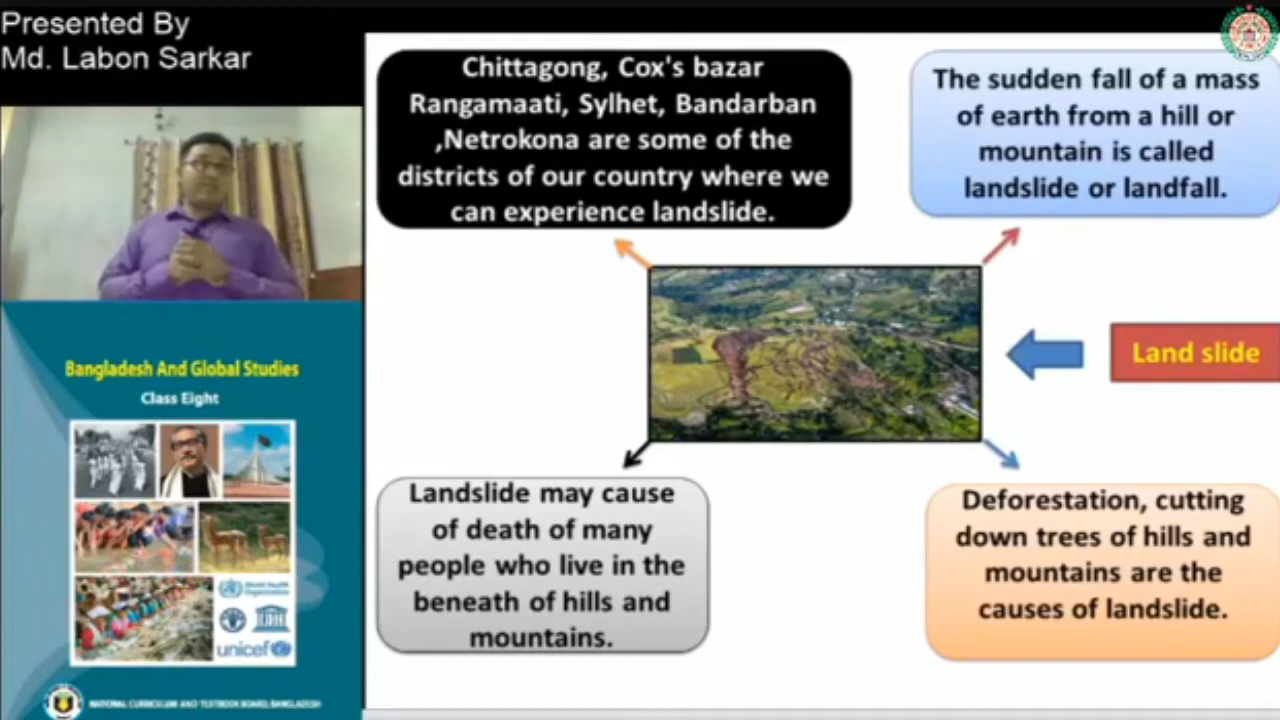 Presented By
Md. Labon Sarkar
Bangladesh And Global Studies
Class Eight
World Health
Organization
unicef
NATIONAL CURRICULUM AND TEXTBOOK BOARD, BANGLADESH
Chittagong, Cox's bazar
Rangamaati, Sylhet, Bandarban
,Netrokona are some of the
districts of our country where we
can experience landslide.
The sudden fall of a mass
of earth from a hill or
mountain is called
landslide or landfall.
Land slide
Landslide may cause
of death of many
people who live in the
beneath of hills and
mountains.
Deforestation, cutting
down trees of hills and
mountains are the
causes of landslide.